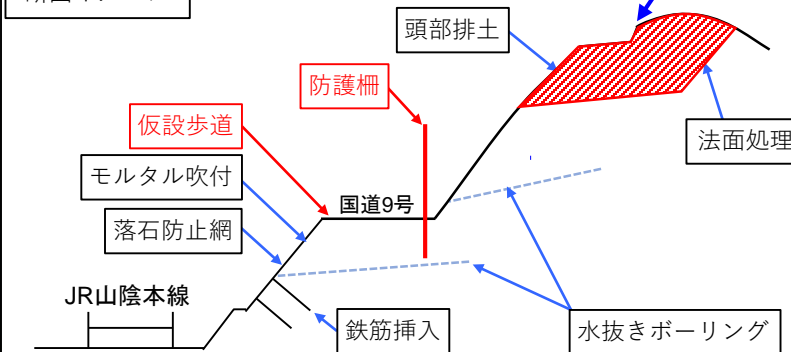 頭部排土
防護柵
仮設歩道
法面処理
モルタル吹付
国道9号
落石防止網
JR山陰本線
鉄筋挿入
水抜きボーリング